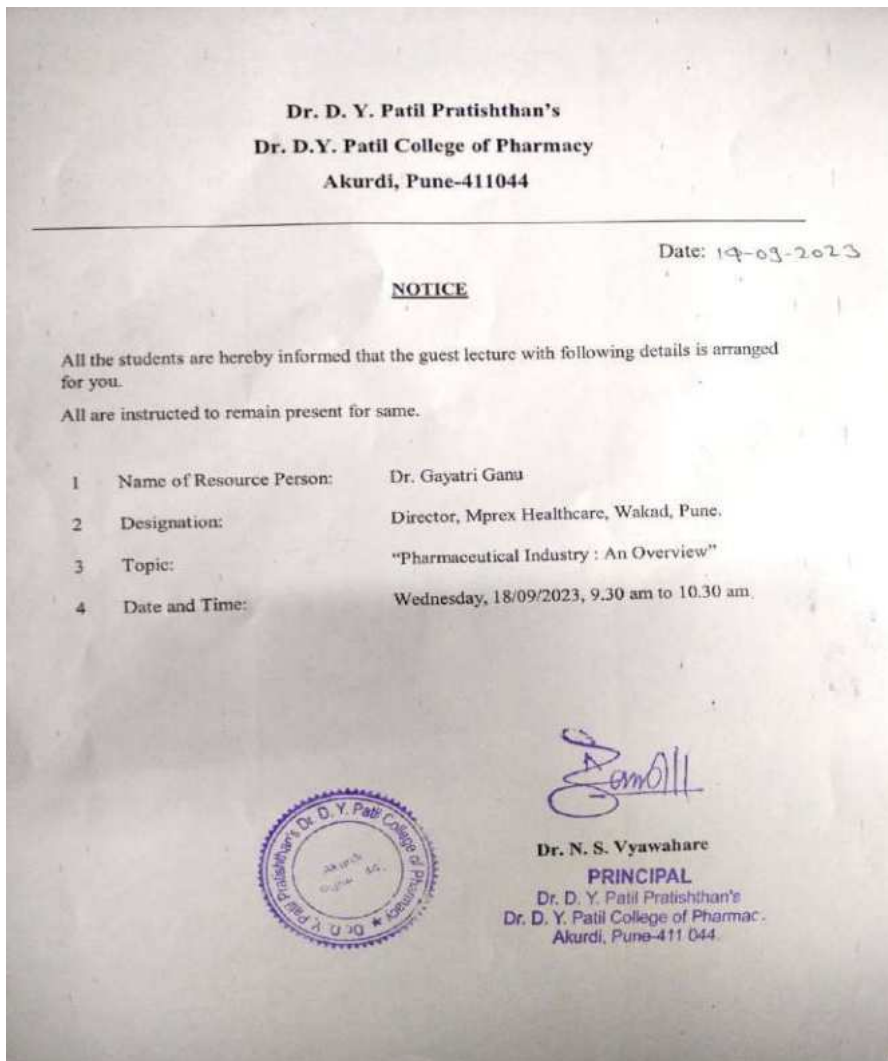 Dr. D. Y. Patil Pratishthan's
Dr. D.Y. Patil College of Pharmacy
Akurdi, Pune-411044
Date: 14-09-2023
NOTICE
All the students are hereby informed that the guest lecture with following details is arranged
for you.
All are instructed to remain present for same.
1 Name of Resource Person: Dr. Gayatri Ganu
2 Designation: Director, Mprex Healthcare, Wakad, Pune.
3 Topic: "Pharmaceutical Industry : An Overview"
4 Date and Time: Wednesday, 18/09/2023, 9.30 am to 10.30 am.
Dr. D. Y. Patil Pratishthan's Dr. D. Y. Patil College of Pharmacy ★
Akurdi
Dr. N. S. Vyawahare
PRINCIPAL
Dr. D. Y. Patil Pratishthan's
Dr. D. Y. Patil College of Pharmac.
Akurdi, Pune-411 044.